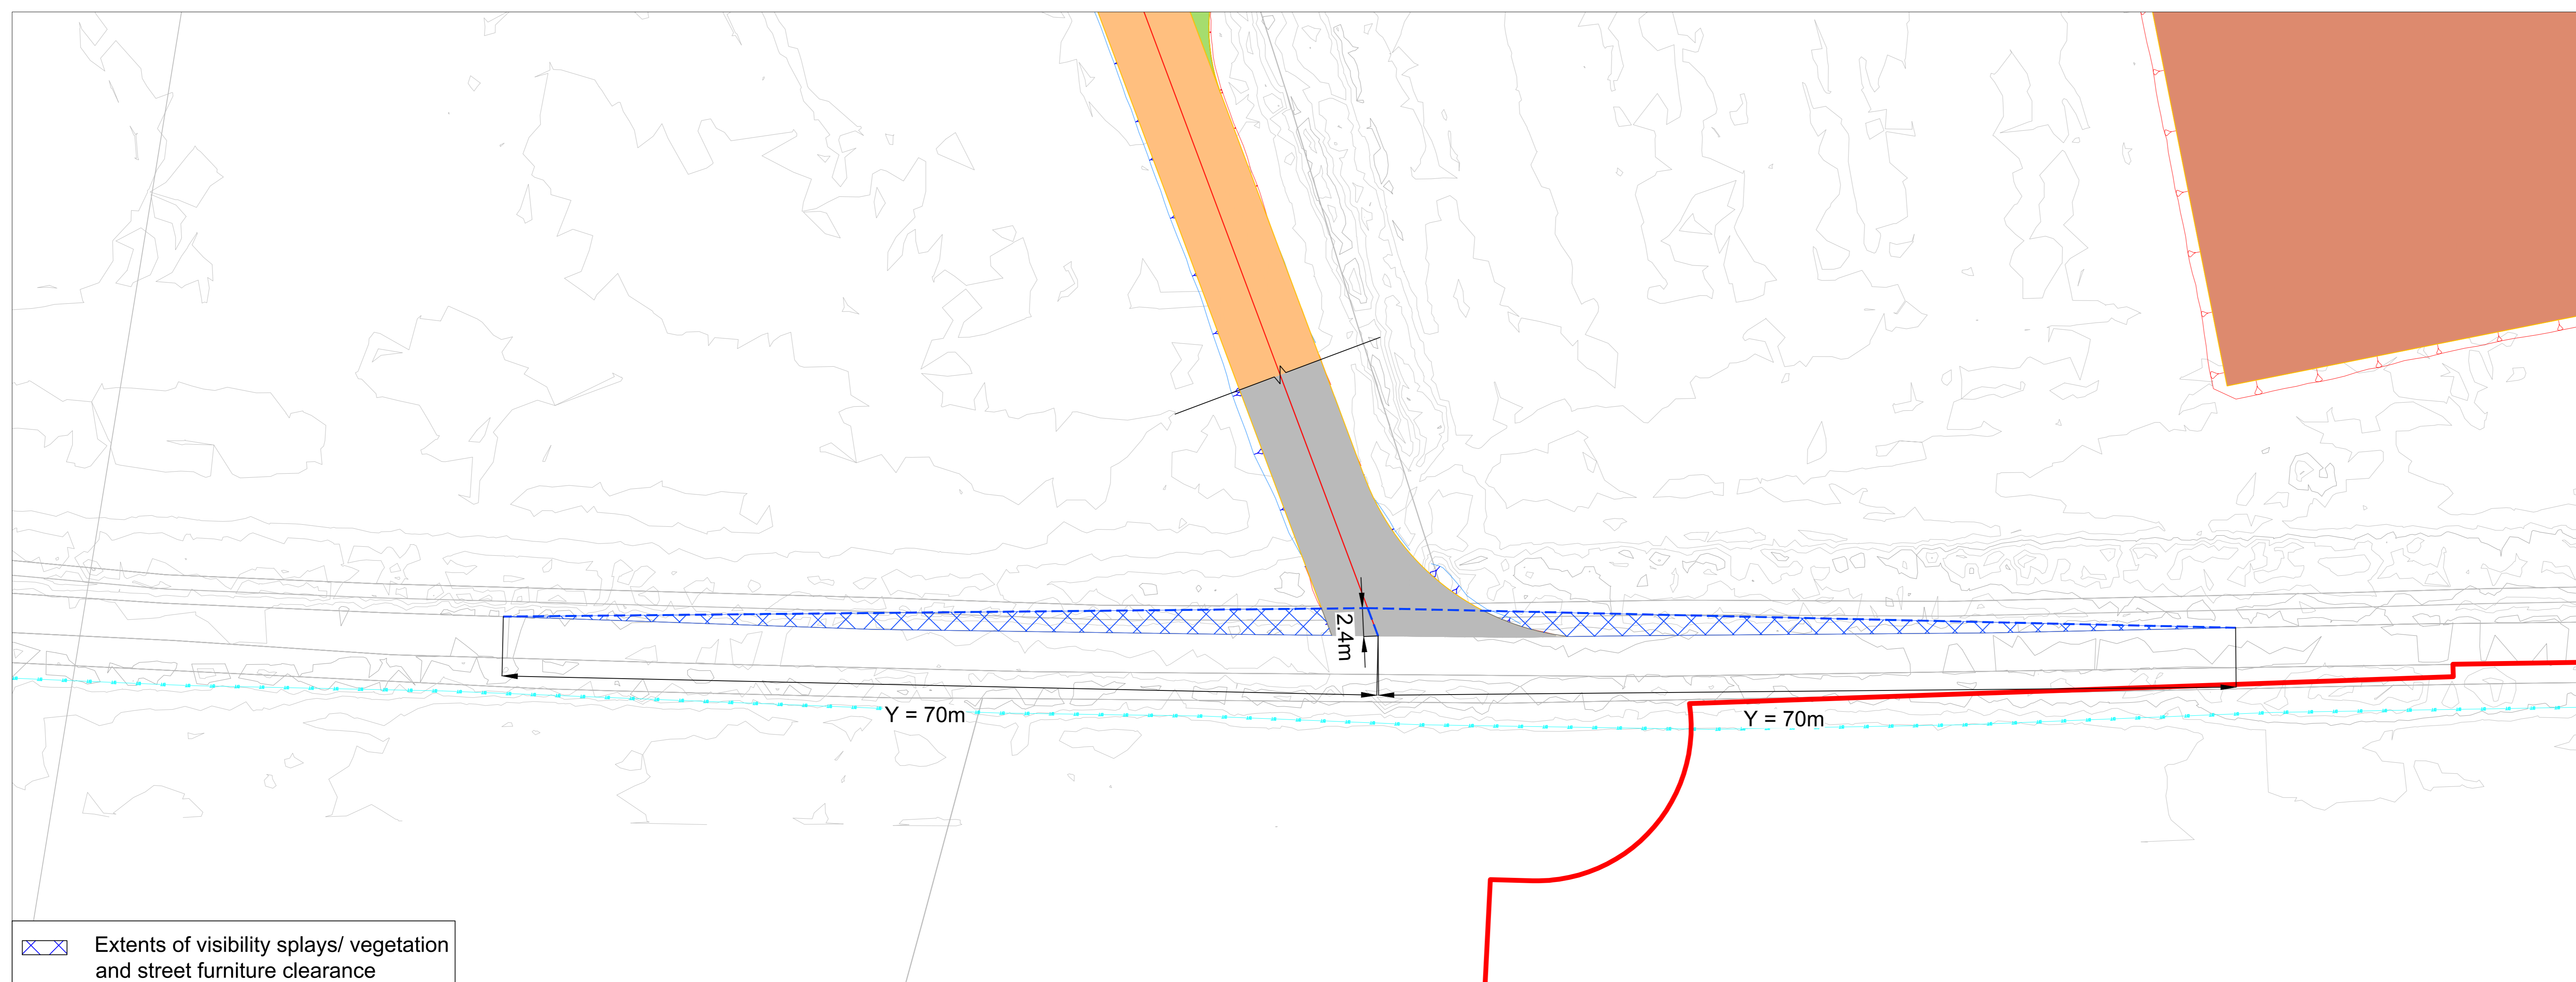 2.4m
Y = 70m
Y = 70m
Extents of visibility splays/ vegetation
and street furniture clearance